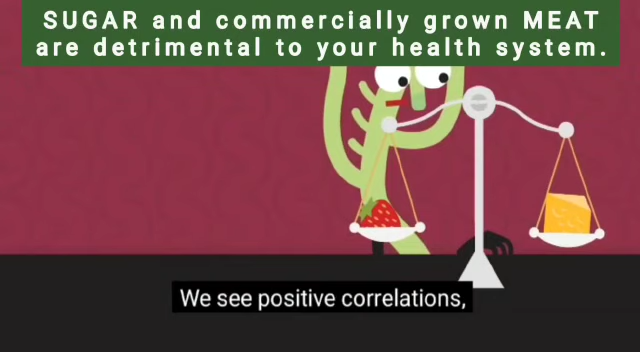 SUGAR and commercially grown MEAT
are detrimental to your health system.
We see positive correlations,